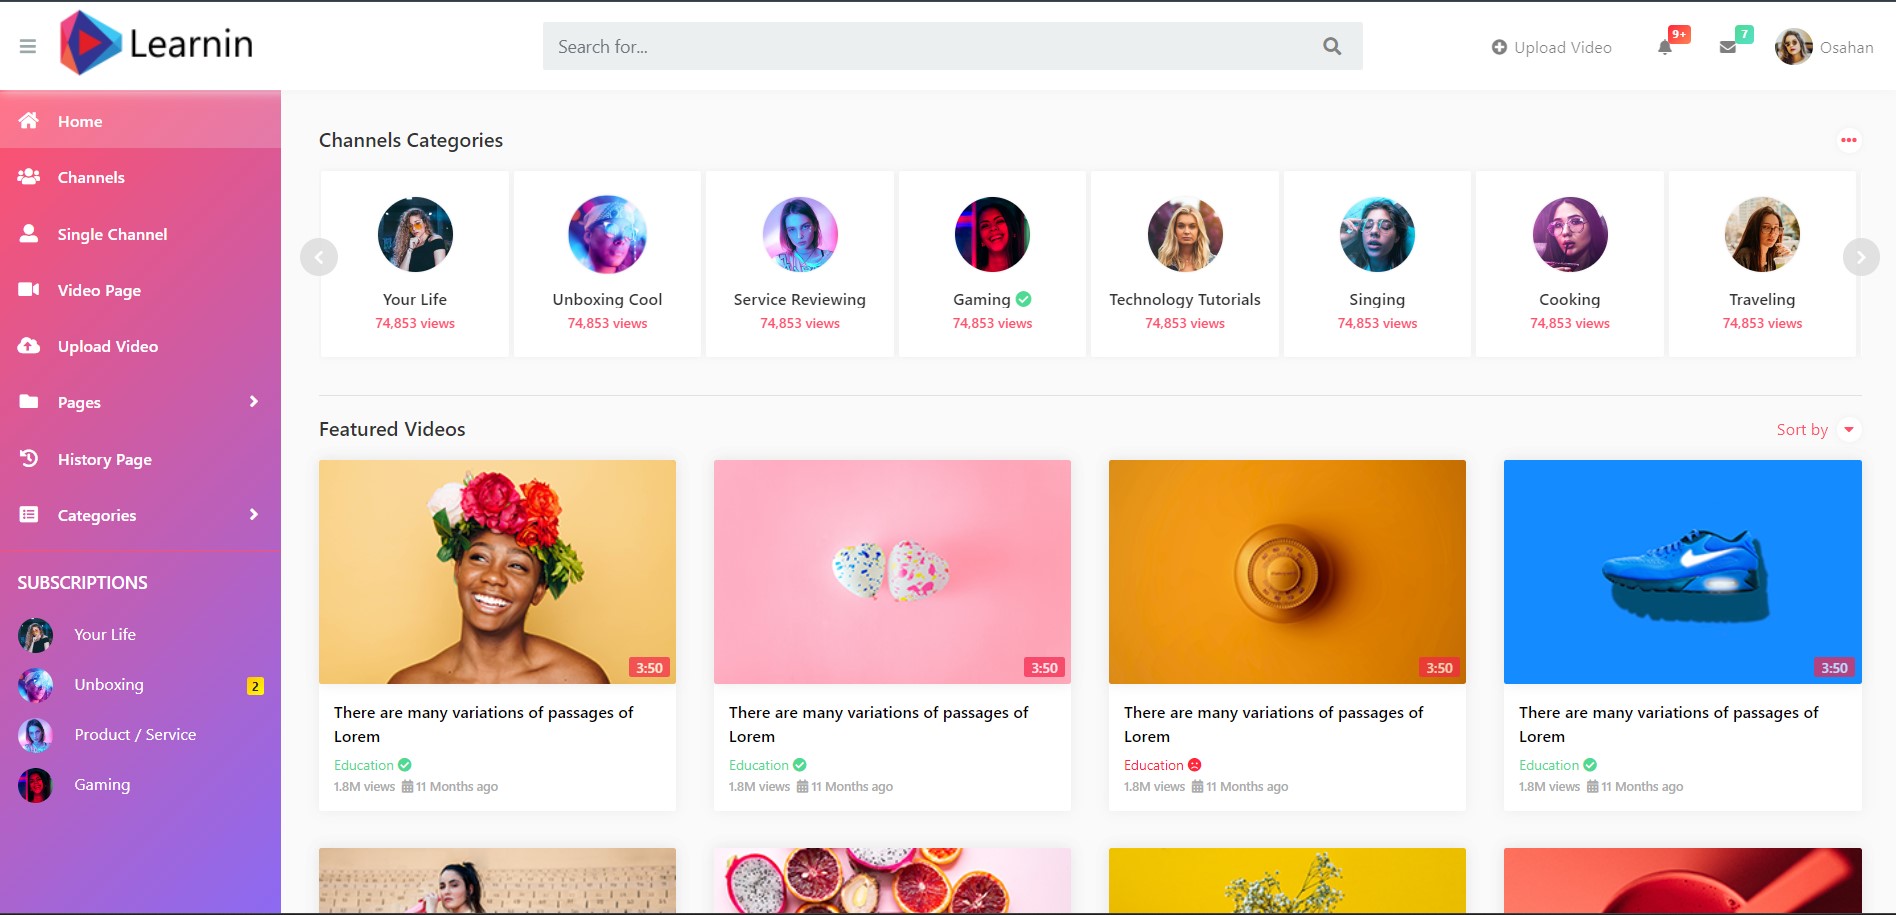 Learnin
Search for...
Upload Video
9+
7
Osahan
Home
Channels
Single Channel
Video Page
Upload Video
Pages
History Page
Categories
SUBSCRIPTIONS
Your Life
Unboxing
2
Product / Service
Gaming
Channels Categories
Your Life
74,853 views
Unboxing Cool
74,853 views
Service Reviewing
74,853 views
Gaming
74,853 views
Technology Tutorials
74,853 views
Singing
74,853 views
Cooking
74,853 views
Traveling
74,853 views
Featured Videos
Sort by
3:50
There are many variations of passages of
Lorem
Education
1.8M views 11 Months ago
3:50
There are many variations of passages of
Lorem
Education
1.8M views 11 Months ago
3:50
There are many variations of passages of
Lorem
Education
1.8M views 11 Months ago
3:50
There are many variations of passages of
Lorem
Education
1.8M views 11 Months ago